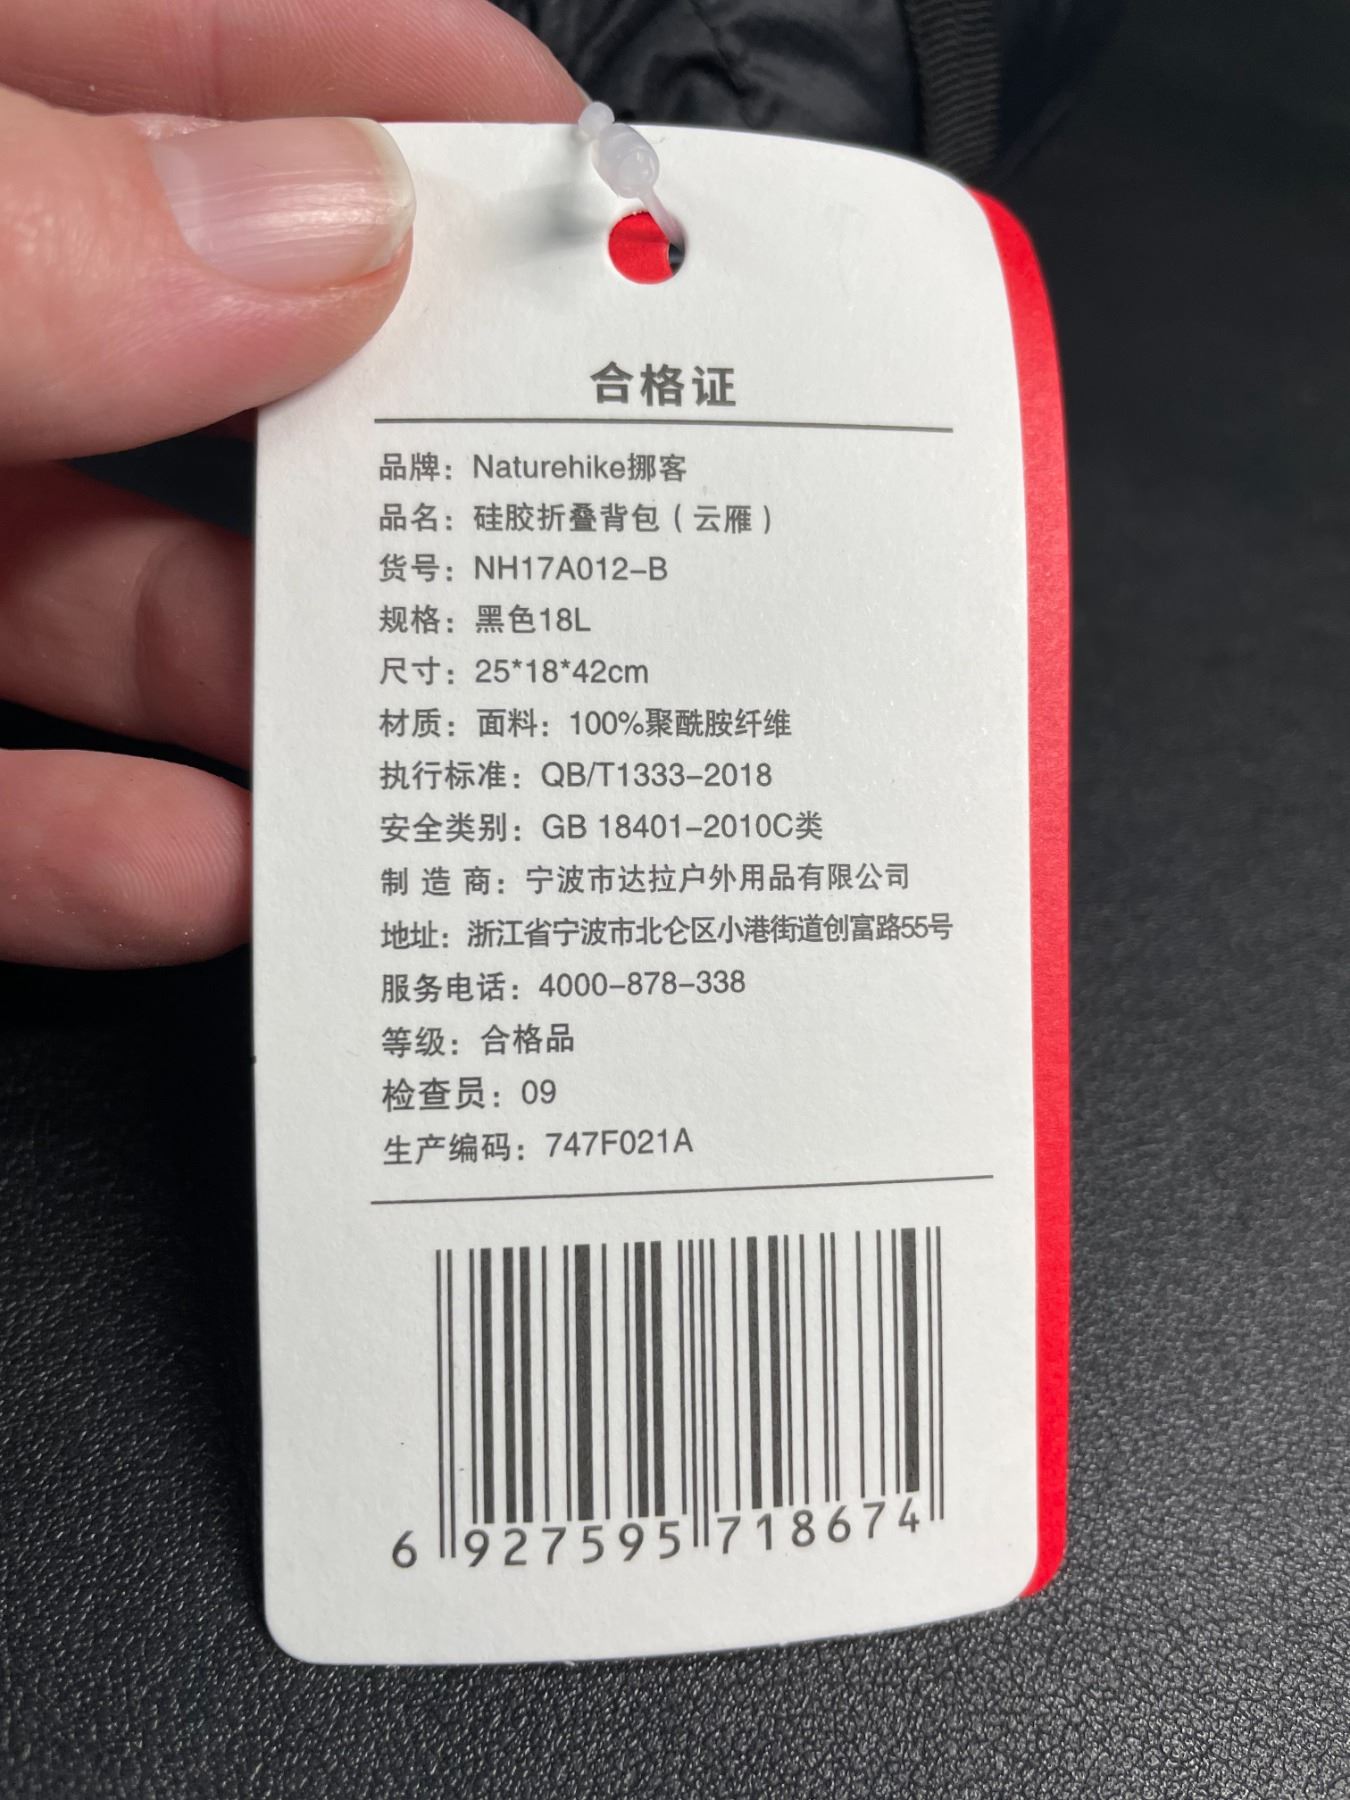 合格证
品牌：Naturehike挪客
品名：硅胶折叠背包（云雁）
货号：NH17A012-B
规格：黑色18L
尺寸：25*18*42cm
材质：面料：100%聚酰胺纤维
执行标准：QB/T1333-2018
安全类别：GB 18401-2010C类
制 造 商：宁波市达拉户外用品有限公司
地址：浙江省宁波市北仑区小港街道创富路55号
服务电话：4000-878-338
等级：合格品
检查员：09
生产编码：747F021A
6 927595 718674